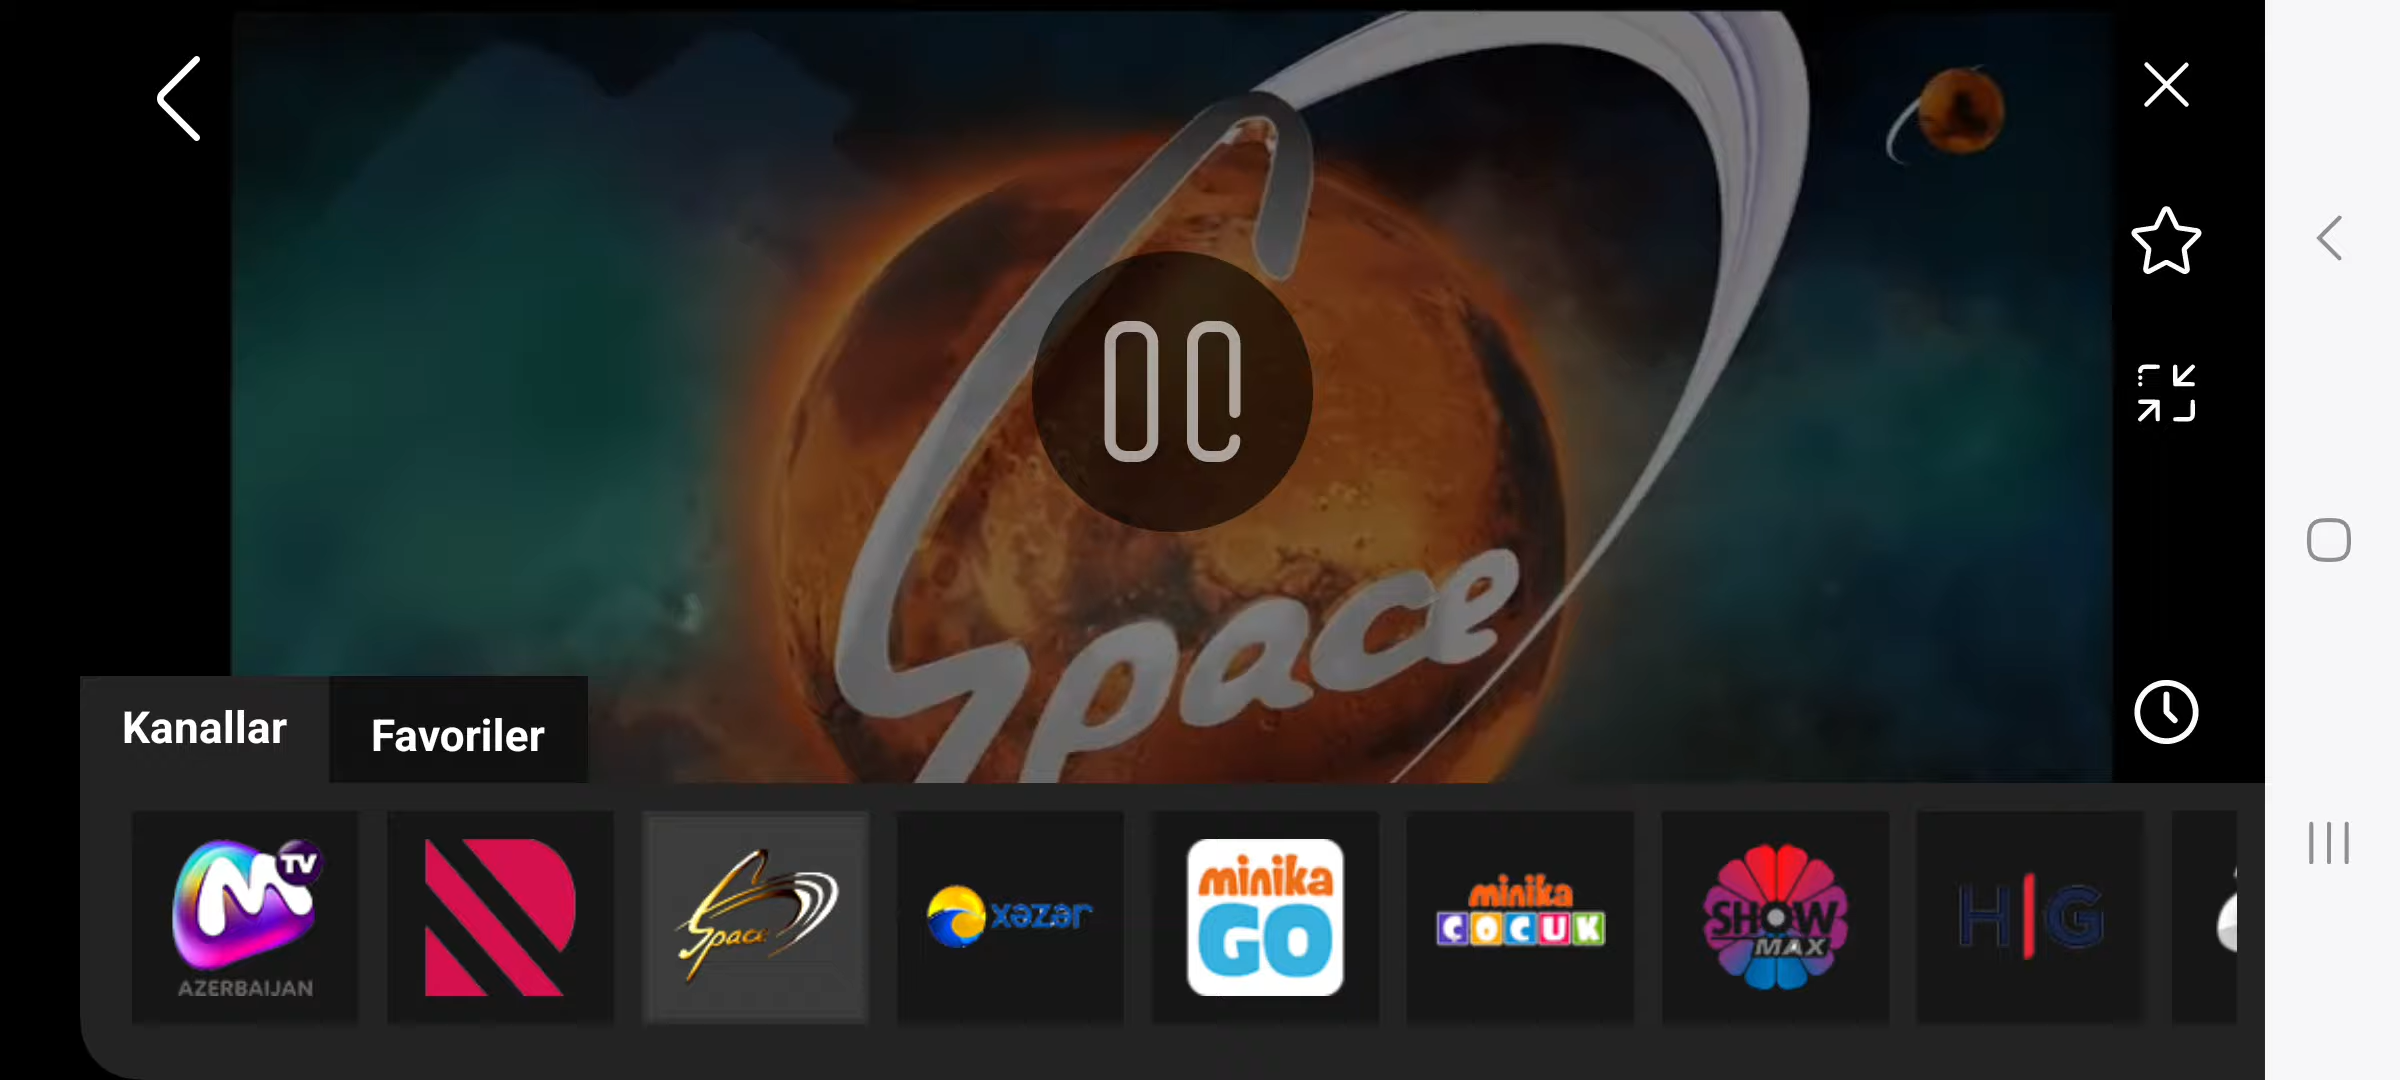 Space
Kanallar
Favoriler
M TV
AZERBAIJAN
Space
xəzər
minika
GO
minika
ÇOCUK
SHOW
MAX
H|G